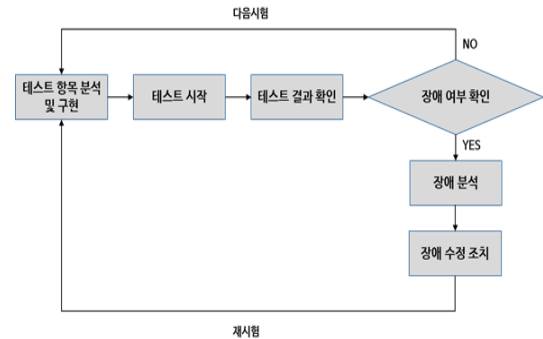 다음시험
NO
테스트 항목 분석
및 구현
테스트 시작
테스트 결과 확인
장애 여부 확인
YES
장애 분석
장애 수정 조치
재시험